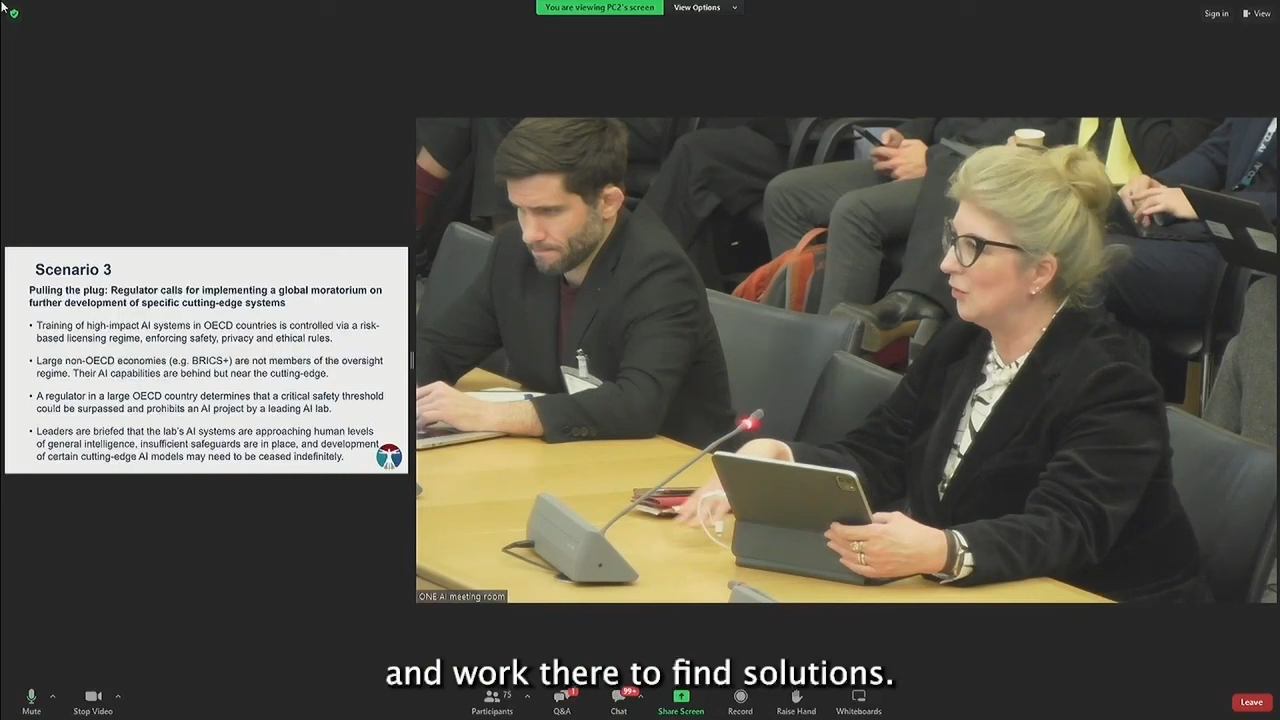 You are viewing PC2's screen
View Options
Sign in
View
Scenario 3
Pulling the plug: Regulator calls for implementing a global moratorium on
further development of specific cutting-edge systems
• Training of high-impact AI systems in OECD countries is controlled via a risk-
based licensing regime, enforcing safety, privacy and ethical rules.
• Large non-OECD economies (e.g. BRICS+) are not members of the oversight
regime. Their AI capabilities are behind but near the cutting-edge.
• A regulator in a large OECD country determines that a critical safety threshold
could be surpassed and prohibits an AI project by a leading AI lab.
• Leaders are briefed that the lab's AI systems are approaching human levels
of general intelligence, insufficient safeguards are in place, and development
of certain cutting-edge AI models may need to be ceased indefinitely.
ONE AI meeting room
and work there to find solutions.
Mute
Stop Video
75
Participants
1
Q&A
99+
Chat
Share Screen
Record
Raise Hand
Whiteboards
Leave